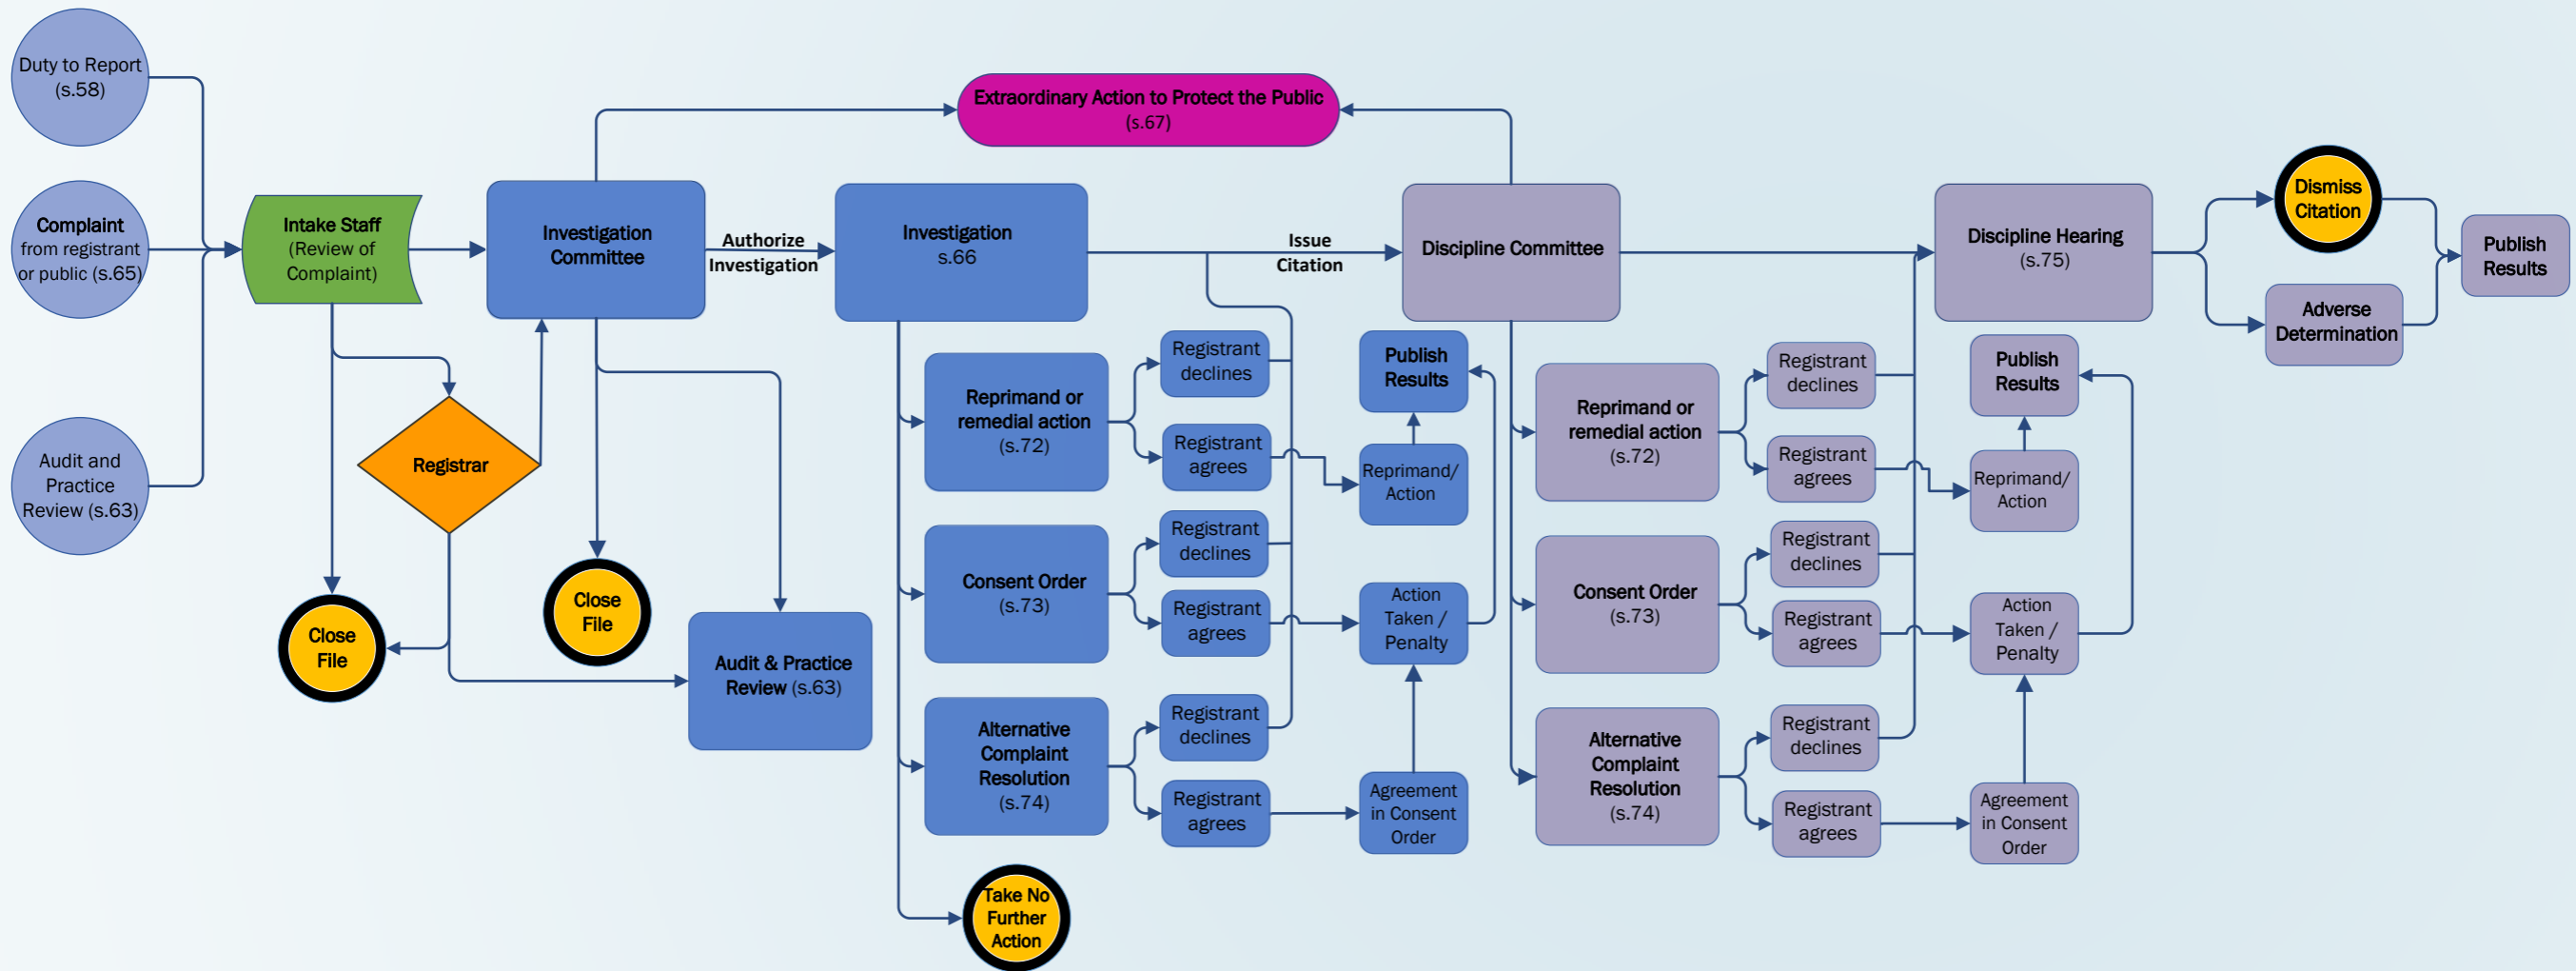 Duty to Report
(s.58)
Complaint
from registrant
or public (s.65)
Audit and
Practice
Review (s.63)
Intake Staff
(Review of
Complaint)
Registrar
Close
File
Investigation
Committee
Close
File
Audit & Practice
Review (s.63)
Extraordinary Action to Protect the Public
(s.67)
Authorize
Investigation
Investigation
s.66
Reprimand or
remedial action
(s.72)
Registrant
declines
Registrant
agrees
Reprimand/
Action
Publish
Results
Consent Order
(s.73)
Registrant
declines
Registrant
agrees
Action
Taken /
Penalty
Alternative
Complaint
Resolution
(s.74)
Registrant
declines
Registrant
agrees
Agreement
in Consent
Order
Take No
Further
Action
Issue
Citation
Discipline Committee
Reprimand or
remedial action
(s.72)
Registrant
declines
Registrant
agrees
Reprimand/
Action
Publish
Results
Consent Order
(s.73)
Registrant
declines
Registrant
agrees
Action
Taken /
Penalty
Alternative
Complaint
Resolution
(s.74)
Registrant
declines
Registrant
agrees
Agreement
in Consent
Order
Discipline Hearing
(s.75)
Dismiss
Citation
Adverse
Determination
Publish
Results